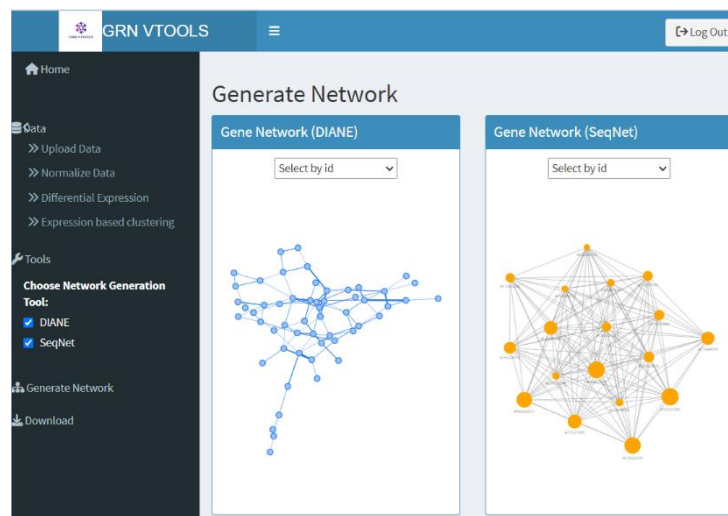 GRN VTOOLS
Log Out
Home
Data
Upload Data
Normalize Data
Differential Expression
Expression based clustering
Tools
Choose Network Generation
Tool:
DIANE
SeqNet
Generate Network
Download
Generate Network
Gene Network (DIANE)
Select by id
Gene Network (SeqNet)
Select by id